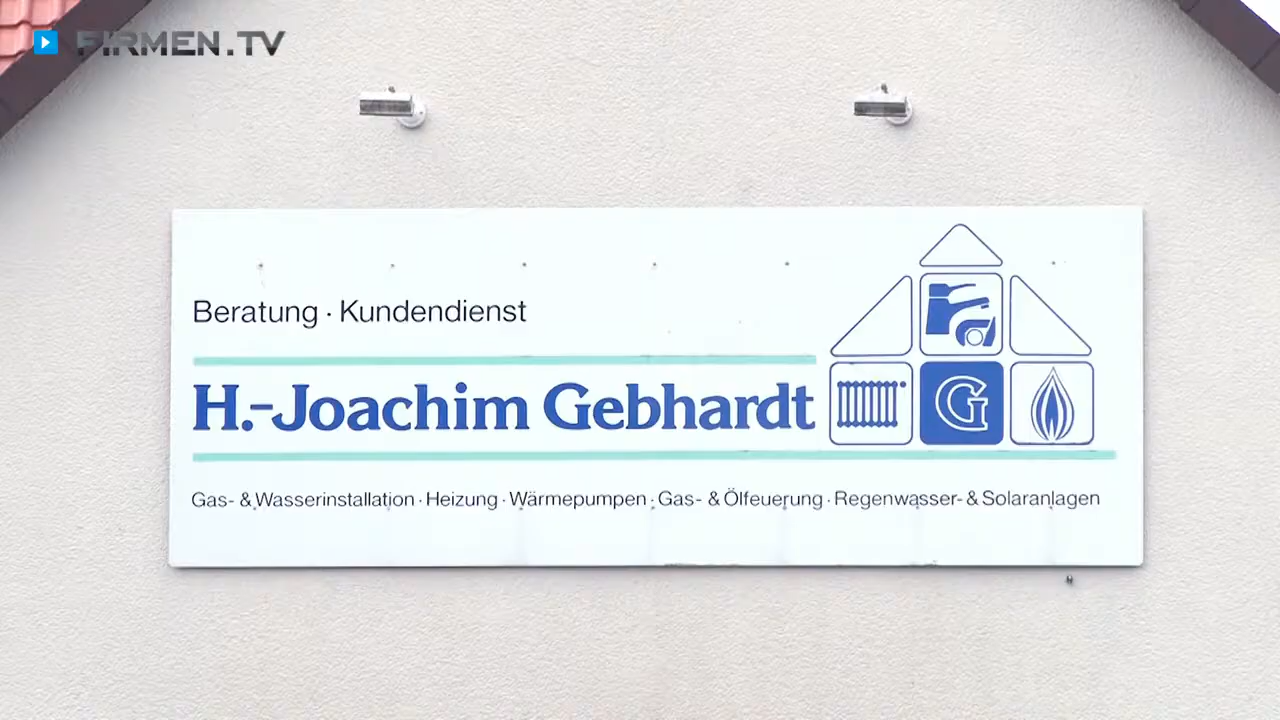 FIRMEN.TV
Beratung · Kundendienst
H.-Joachim Gebhardt
G
Gas- & Wasserinstallation · Heizung · Wärmepumpen · Gas- & Ölfeuerung · Regenwasser- & Solaranlagen